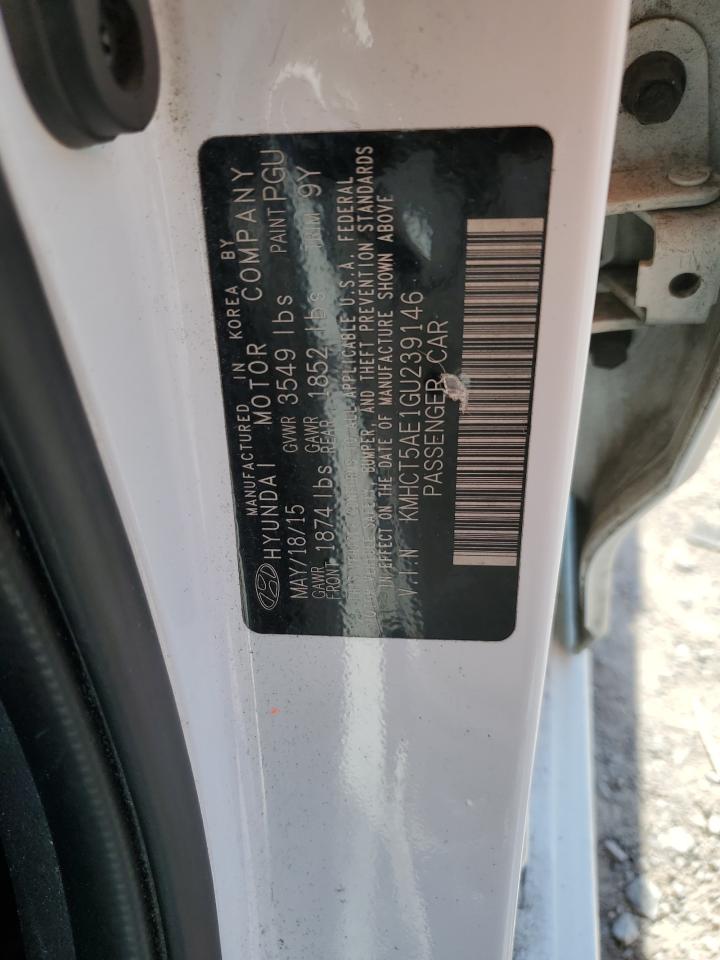 MANUFACTURED IN KOREA BY
HYUNDAI MOTOR COMPANY
MAY/18/15 GVWR 3549 lbs PAINT PGU
GAWR FRONT 1874 lbs GAWR REAR 1852 lbs TRIM 9Y
APPLICABLE U.S.A. FEDERAL
SAFETY, BUMPER, AND THEFT PREVENTION STANDARDS
IN EFFECT ON THE DATE OF MANUFACTURE SHOWN ABOVE
V.I.N KMHCT5AE1GU239146
PASSENGER CAR